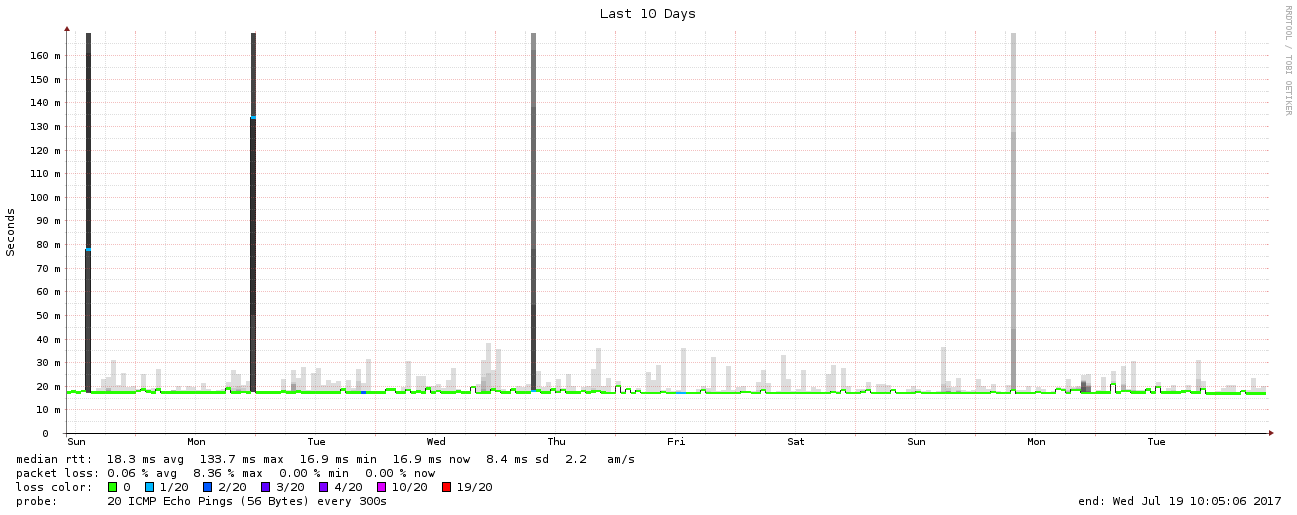 Last 10 Days
RRDTOOL / TOBI OETIKER
Seconds
160 m
150 m
140 m
130 m
120 m
110 m
100 m
90 m
80 m
70 m
60 m
50 m
40 m
30 m
20 m
10 m
0
Sun Mon Tue Wed Thu Fri Sat Sun Mon Tue
median rtt: 18.3 ms avg 133.7 ms max 16.9 ms min 16.9 ms now 8.4 ms sd 2.2 am/s
packet loss: 0.06 % avg 8.36 % max 0.00 % min 0.00 % now
loss color: 0 1/20 2/20 3/20 4/20 10/20 19/20
probe: 20 ICMP Echo Pings (56 Bytes) every 300s end: Wed Jul 19 10:05:06 2017